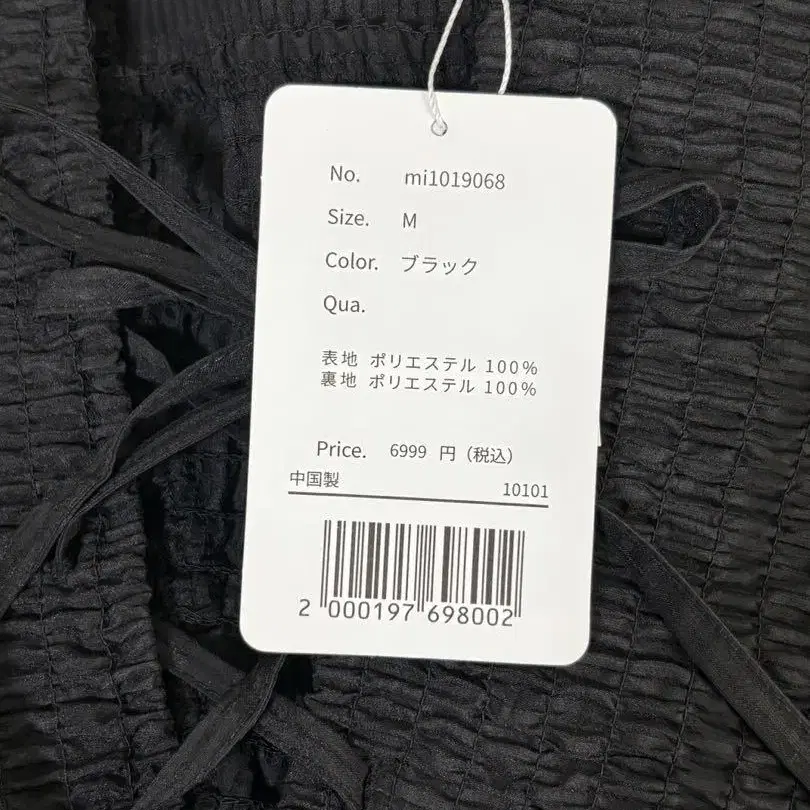 No. mi1019068
Size. M
Color. ブラック
Qua.
表地 ポリエステル 100%
裏地 ポリエステル 100%
Price. 6999 円（税込）
中国製 10101
2 000197 698002